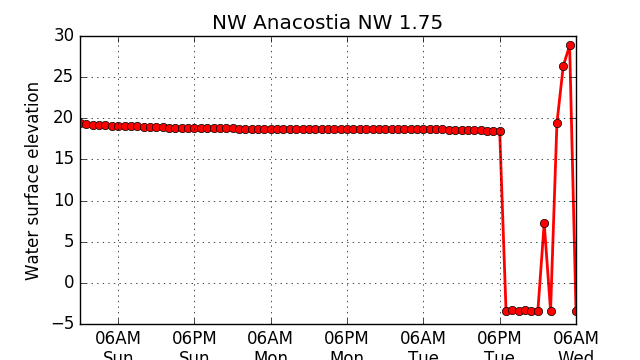 NW Anacostia NW 1.75
Water surface elevation
30
25
20
15
10
5
0
−5
06AM 06PM 06AM 06PM 06AM 06PM 06AM
Sun Sun Mon Mon Tue Tue Wed